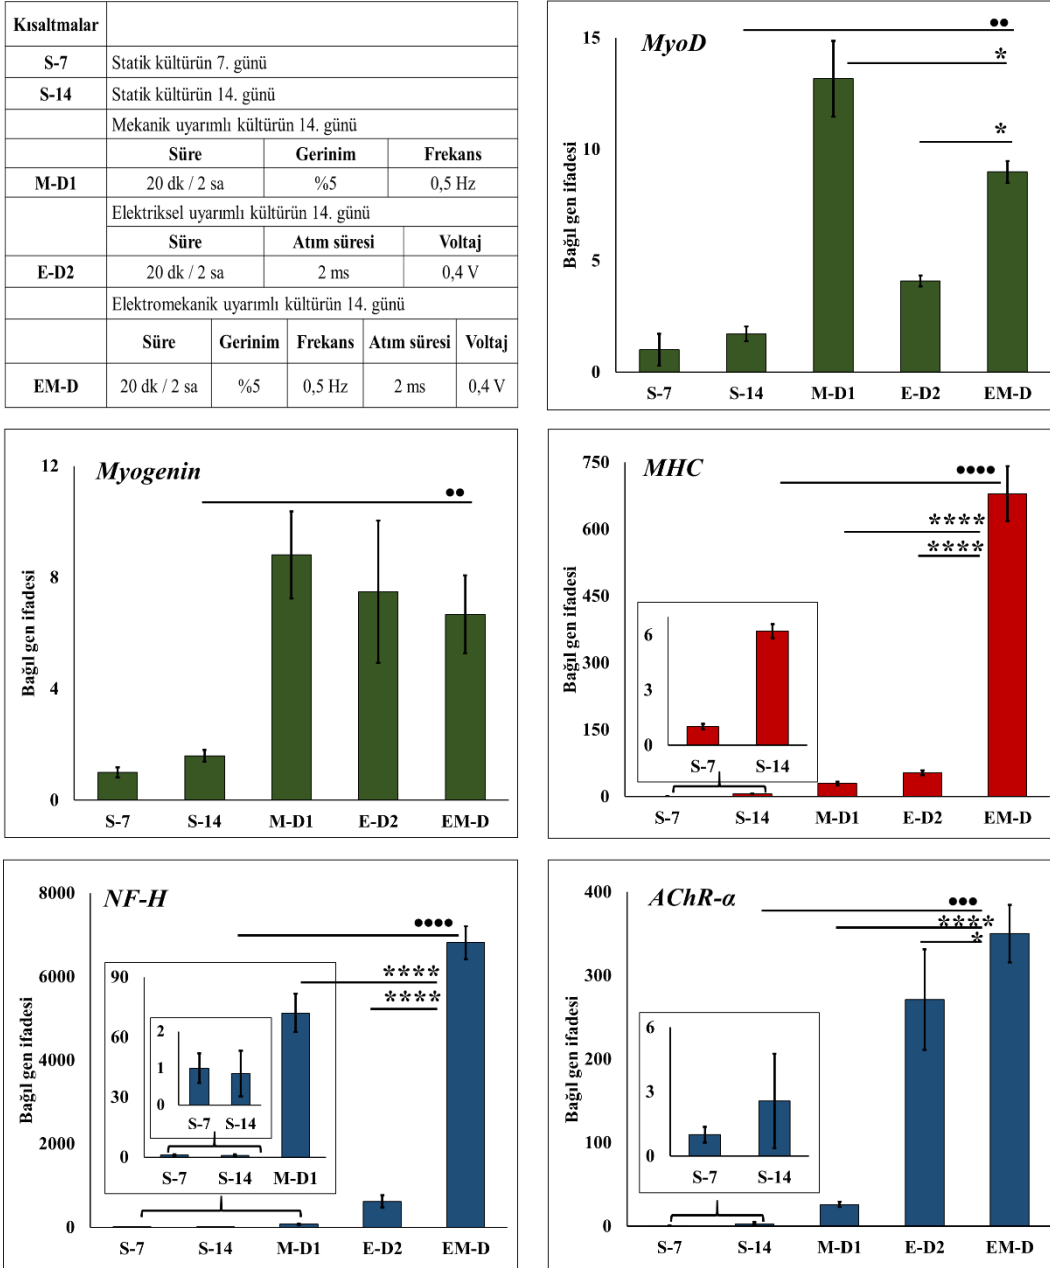 Kısaltmalar
S-7 Statik kültürün 7. günü
S-14 Statik kültürün 14. günü
Mekanik uyarımlı kültürün 14. günü
Süre Gerinim Frekans
M-D1 20 dk / 2 sa %5 0,5 Hz
Elektriksel uyarımlı kültürün 14. günü
Süre Atım süresi Voltaj
E-D2 20 dk / 2 sa 2 ms 0,4 V
Elektromekanik uyarımlı kültürün 14. günü
Süre Gerinim Frekans Atım süresi Voltaj
EM-D 20 dk / 2 sa %5 0,5 Hz 2 ms 0,4 V
MyoD
Bağıl gen ifadesi
15
10
5
0
●●
*
*
S-7 S-14 M-D1 E-D2 EM-D
Myogenin
Bağıl gen ifadesi
12
8
4
0
●●
S-7 S-14 M-D1 E-D2 EM-D
MHC
Bağıl gen ifadesi
750
600
450
300
150
0
●●●●
****
****
6
3
0
S-7 S-14
S-7 S-14 M-D1 E-D2 EM-D
NF-H
Bağıl gen ifadesi
8000
6000
4000
2000
0
●●●●
****
****
90
60
30
0
2
1
0
S-7 S-14
S-7 S-14 M-D1
S-7 S-14 M-D1 E-D2 EM-D
AChR-α
Bağıl gen ifadesi
400
300
200
100
0
●●●
****
*
6
3
0
S-7 S-14
S-7 S-14 M-D1 E-D2 EM-D